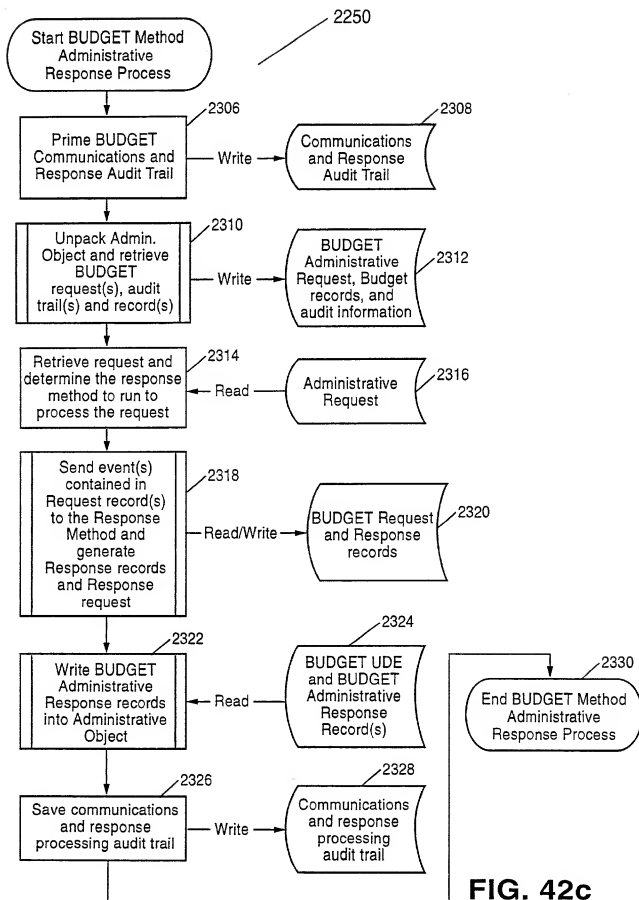 2250
Start BUDGET Method
Administrative
Response Process
2306
Prime BUDGET
Communications and
Response Audit Trail
Write
2308
Communications
and Response
Audit Trail
2310
Unpack Admin.
Object and retrieve
BUDGET
request(s), audit
trail(s) and record(s)
Write
2312
BUDGET
Administrative
Request, Budget
records, and
audit information
2314
Retrieve request and
determine the response
method to run to
process the request
Read
2316
Administrative
Request
2318
Send event(s)
contained in
Request record(s)
to the Response
Method and
generate
Response records
and Response
request
Read/Write
2320
BUDGET Request
and Response
records
2322
Write BUDGET
Administrative
Response records
into Administrative
Object
Read
2324
BUDGET UDE and
BUDGET
Administrative
Response
Record(s)
2326
Save communications
and response
processing audit trail
Write
2328
Communications
and response
processing
audit trail
2330
End BUDGET Method
Administrative
Response Process
FIG. 42c